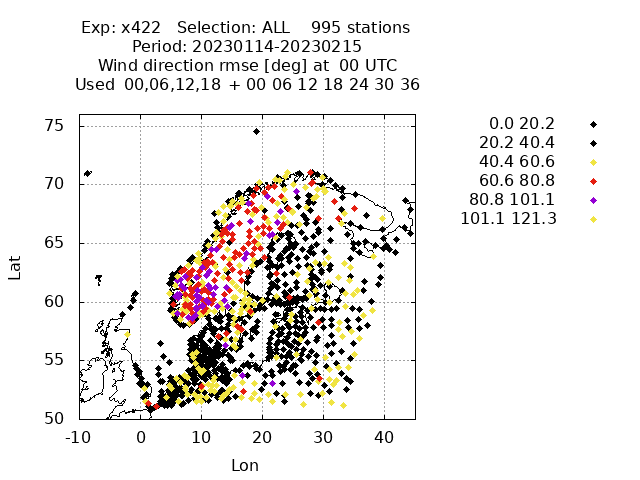 Exp: x422 Selection: ALL 995 stations
Period: 20230114-20230215
Wind direction rmse [deg] at 00 UTC
Used 00,06,12,18 + 00 06 12 18 24 30 36
0.0 20.2
20.2 40.4
40.4 60.6
60.6 80.8
80.8 101.1
101.1 121.3
75
70
65
60
55
50
Lat
-10 0 10 20 30 40
Lon